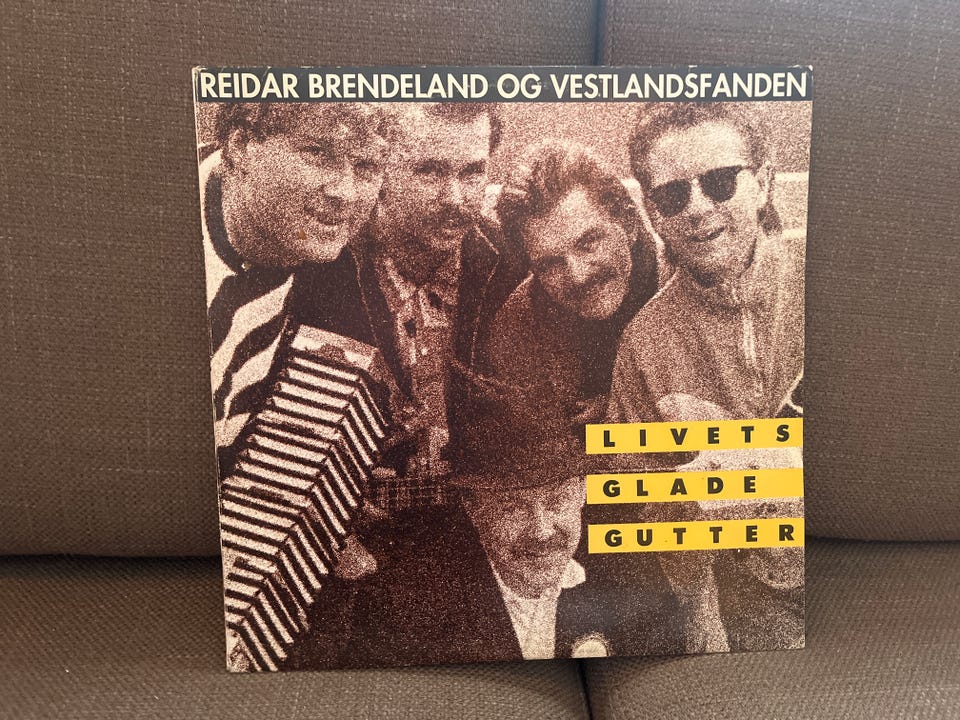 REIDAR BRENDELAND OG VESTLANDSFANDEN
LIVETS
GLADE
GUTTER